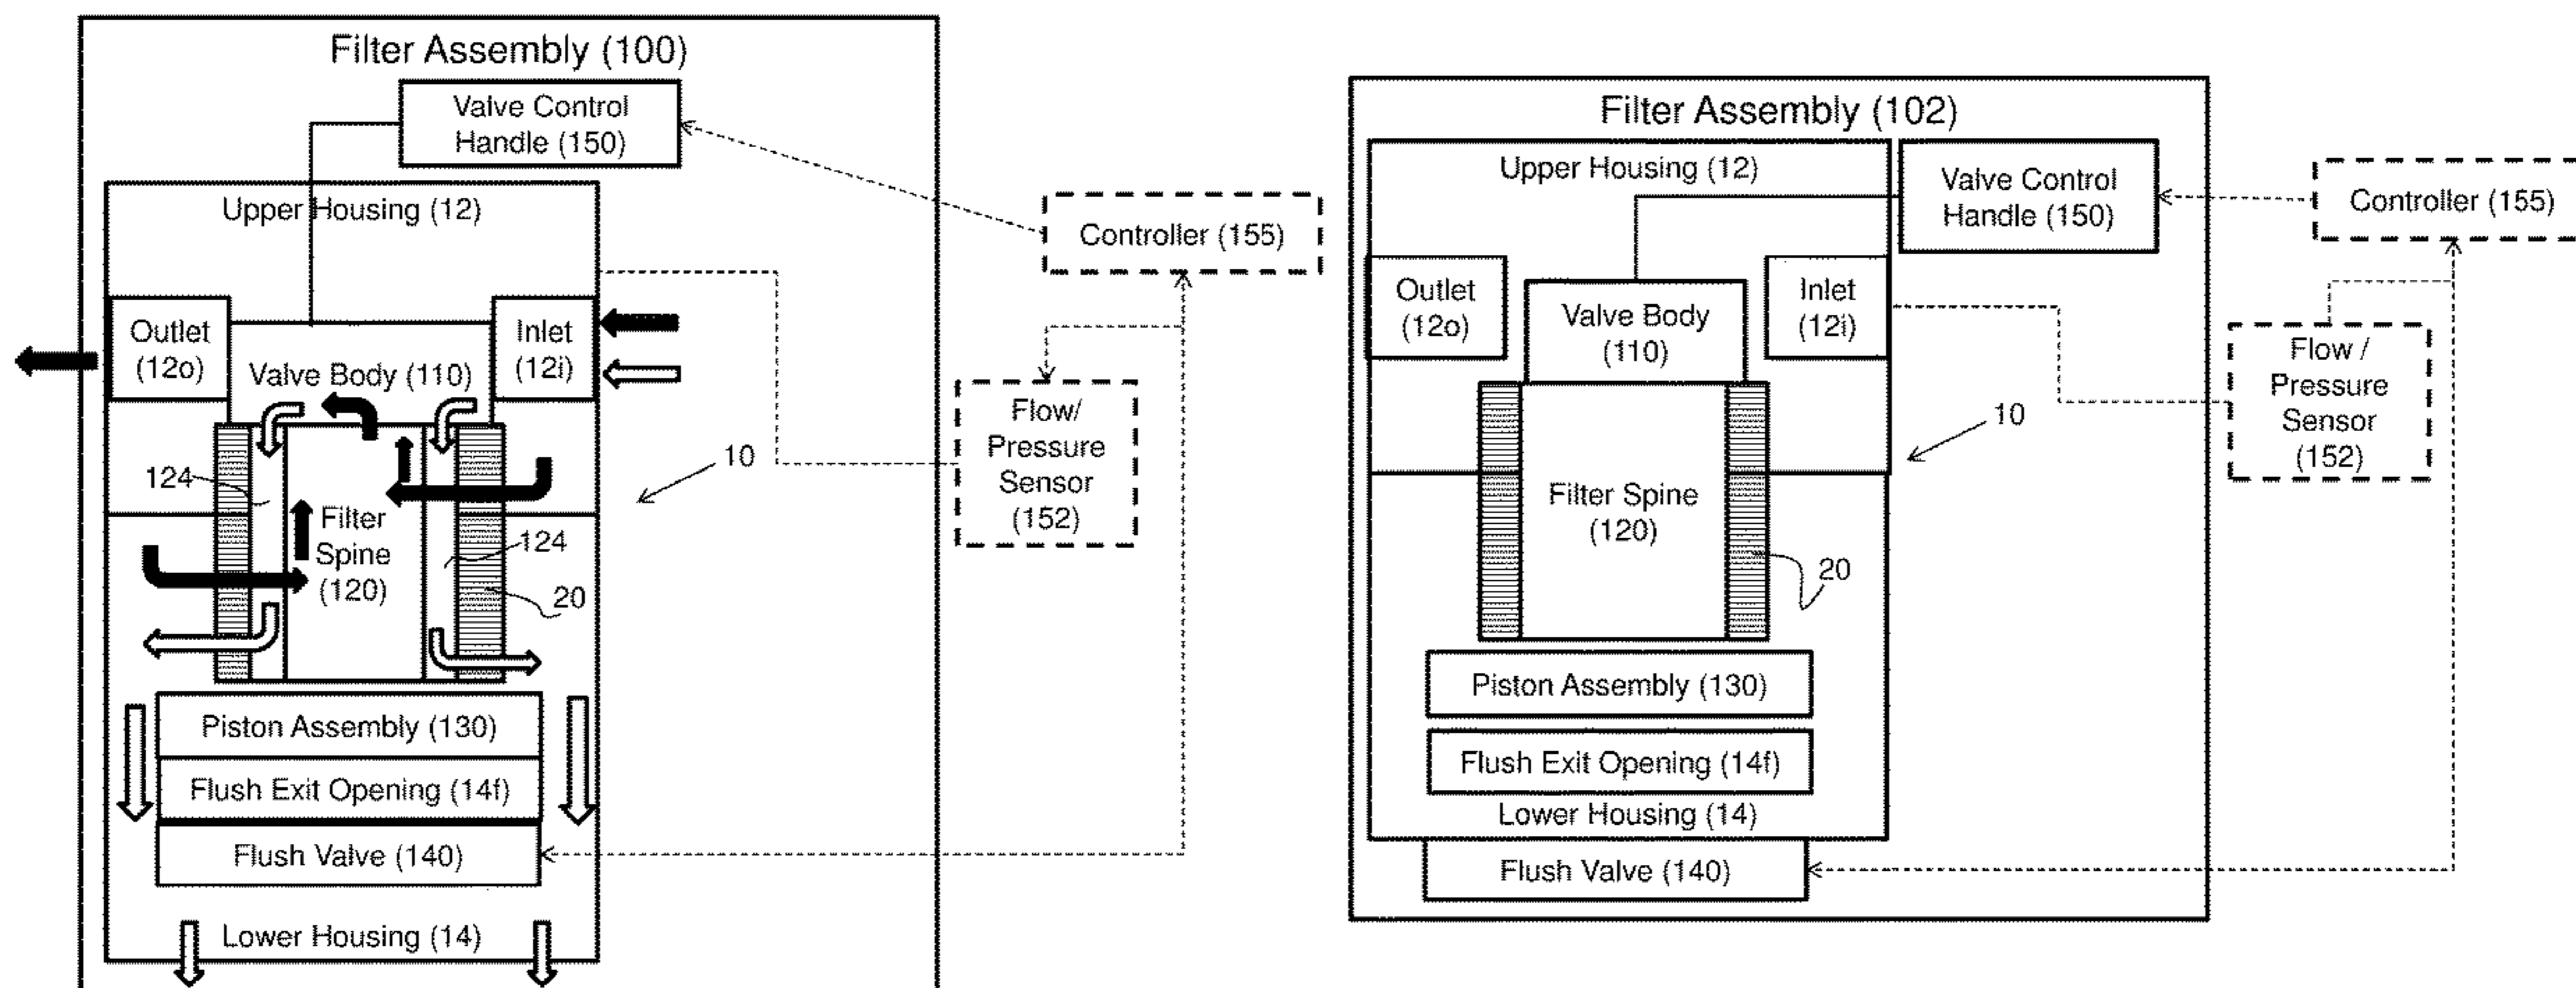 Filter Assembly (100)
Valve Control
Handle (150)
Upper Housing (12)
Controller (155)
Outlet
(12o)
Inlet
(12i)
Valve Body (110)
Flow/
Pressure
Sensor
(152)
10
124
Filter
Spine
(120)
124
20
Piston Assembly (130)
Flush Exit Opening (14f)
Flush Valve (140)
Lower Housing (14)
Filter Assembly (102)
Upper Housing (12)
Valve Control
Handle (150)
Controller (155)
Outlet
(12o)
Valve Body
(110)
Inlet
(12i)
Flow /
Pressure
Sensor
(152)
10
Filter Spine
(120)
20
Piston Assembly (130)
Flush Exit Opening (14f)
Lower Housing (14)
Flush Valve (140)